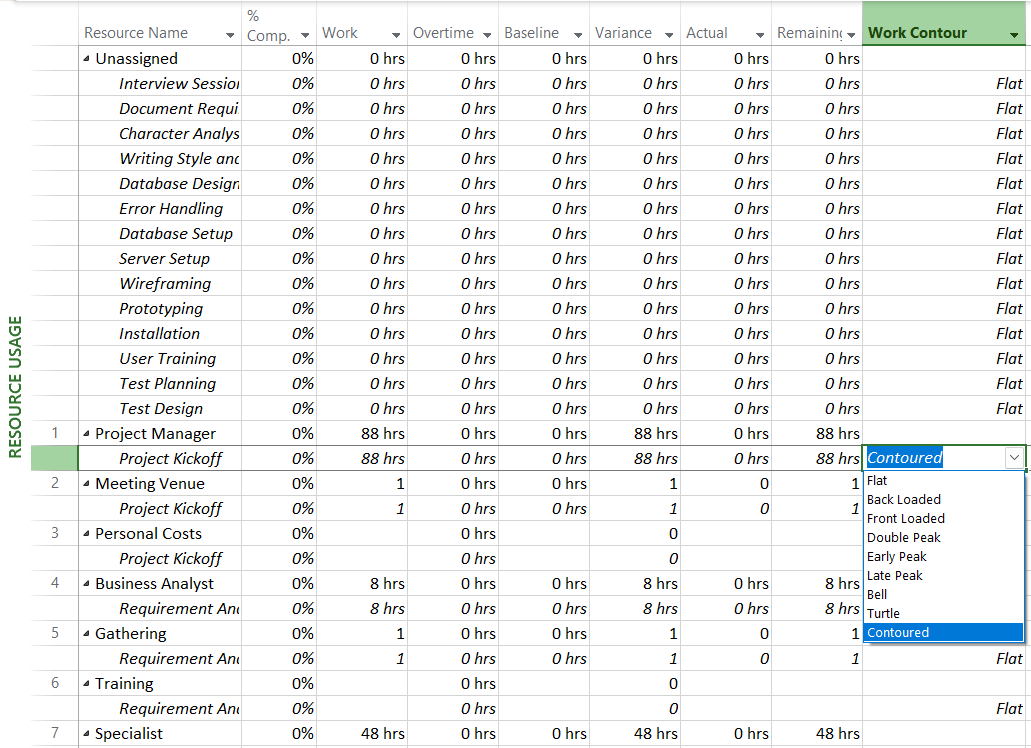 RESOURCE USAGE
Resource Name % Comp. Work Overtime Baseline Variance Actual Remaining Work Contour
Unassigned 0% 0 hrs 0 hrs 0 hrs 0 hrs 0 hrs 0 hrs
Interview Session 0% 0 hrs 0 hrs 0 hrs 0 hrs 0 hrs 0 hrs Flat
Document Requi 0% 0 hrs 0 hrs 0 hrs 0 hrs 0 hrs 0 hrs Flat
Character Analys 0% 0 hrs 0 hrs 0 hrs 0 hrs 0 hrs 0 hrs Flat
Writing Style and 0% 0 hrs 0 hrs 0 hrs 0 hrs 0 hrs 0 hrs Flat
Database Design 0% 0 hrs 0 hrs 0 hrs 0 hrs 0 hrs 0 hrs Flat
Error Handling 0% 0 hrs 0 hrs 0 hrs 0 hrs 0 hrs 0 hrs Flat
Database Setup 0% 0 hrs 0 hrs 0 hrs 0 hrs 0 hrs 0 hrs Flat
Server Setup 0% 0 hrs 0 hrs 0 hrs 0 hrs 0 hrs 0 hrs Flat
Wireframing 0% 0 hrs 0 hrs 0 hrs 0 hrs 0 hrs 0 hrs Flat
Prototyping 0% 0 hrs 0 hrs 0 hrs 0 hrs 0 hrs 0 hrs Flat
Installation 0% 0 hrs 0 hrs 0 hrs 0 hrs 0 hrs 0 hrs Flat
User Training 0% 0 hrs 0 hrs 0 hrs 0 hrs 0 hrs 0 hrs Flat
Test Planning 0% 0 hrs 0 hrs 0 hrs 0 hrs 0 hrs 0 hrs Flat
Test Design 0% 0 hrs 0 hrs 0 hrs 0 hrs 0 hrs 0 hrs Flat
1 Project Manager 0% 88 hrs 0 hrs 0 hrs 88 hrs 0 hrs 88 hrs
Project Kickoff 0% 88 hrs 0 hrs 0 hrs 88 hrs 0 hrs 88 hrs Contoured
2 Meeting Venue 0% 1 0 hrs 0 hrs 1 0 1
Project Kickoff 0% 1 0 hrs 0 hrs 1 0 1
3 Personal Costs 0% 0 hrs 0
Project Kickoff 0% 0 hrs 0
4 Business Analyst 0% 8 hrs 0 hrs 0 hrs 8 hrs 0 hrs 8 hrs
Requirement Ana 0% 8 hrs 0 hrs 0 hrs 8 hrs 0 hrs 8 hrs
5 Gathering 0% 1 0 hrs 0 hrs 1 0 1
Requirement Ana 0% 1 0 hrs 0 hrs 1 0 1 Flat
6 Training 0% 0 hrs 0
Requirement Ana 0% 0 hrs 0 Flat
7 Specialist 0% 48 hrs 0 hrs 0 hrs 48 hrs 0 hrs 48 hrs
Flat
Back Loaded
Front Loaded
Double Peak
Early Peak
Late Peak
Bell
Turtle
Contoured